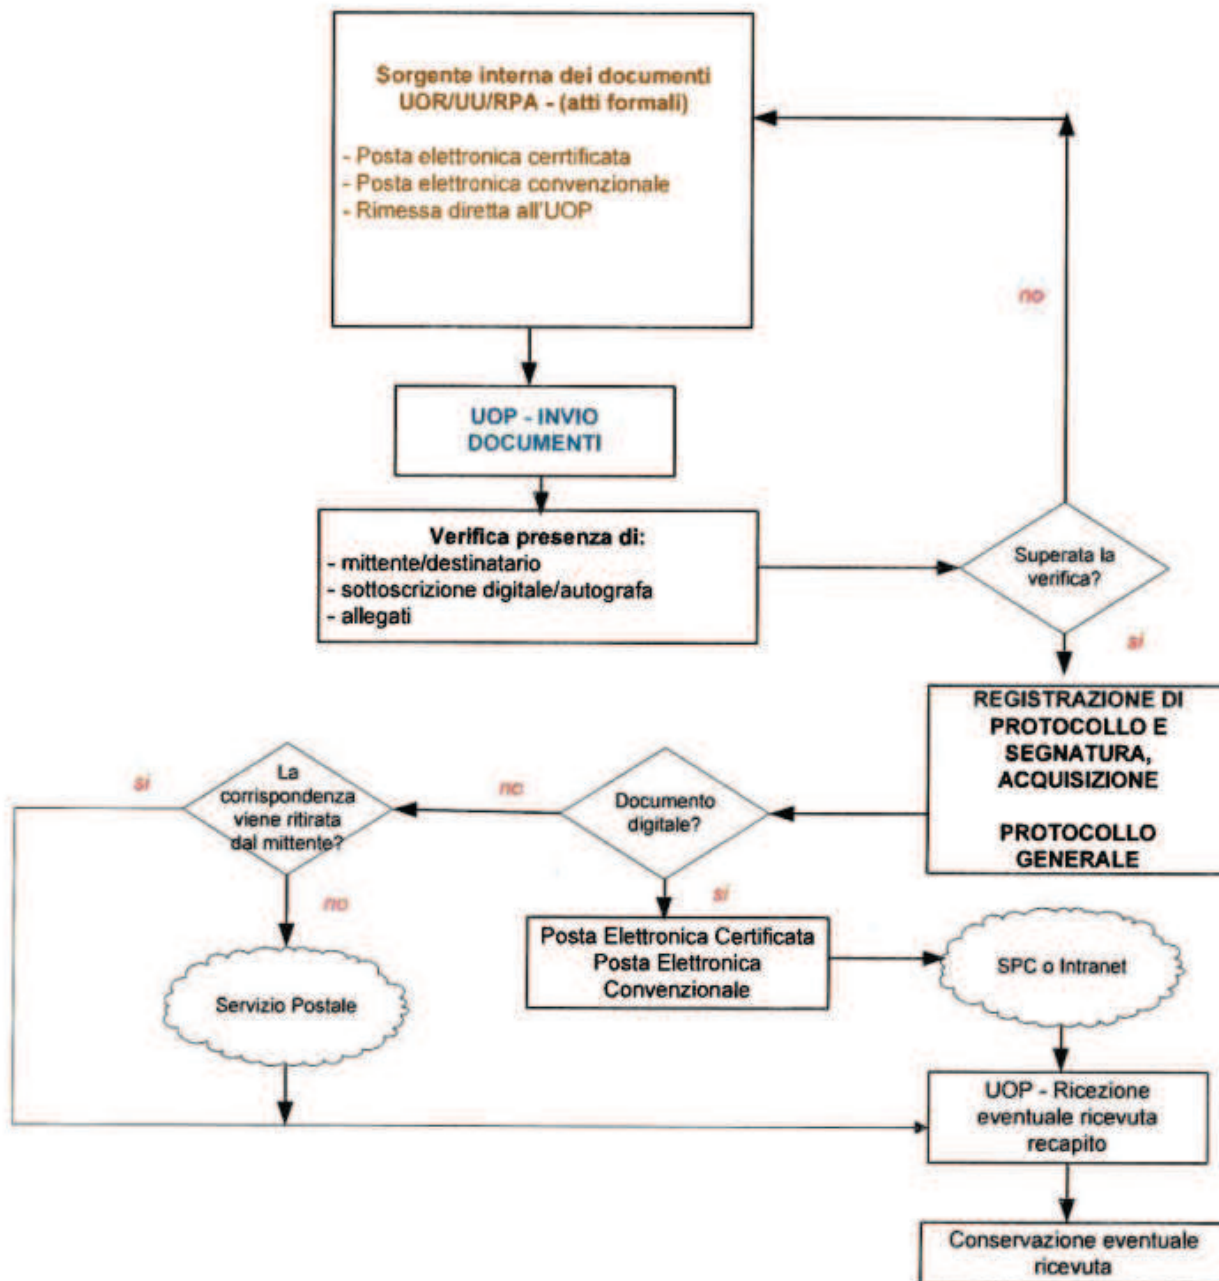 Sorgente interna dei documenti
UOR/UU/RPA - (atti formali)
- Posta elettronica cerrtificata
- Posta elettronica convenzionale
- Rimessa diretta all'UOP
no
UOP - INVIO
DOCUMENTI
Verifica presenza di:
- mittente/destinatario
- sottoscrizione digitale/autografa
- allegati
Superata la
verifica?
si
REGISTRAZIONE DI
PROTOCOLLO E
SEGNATURA,
ACQUISIZIONE
PROTOCOLLO
GENERALE
Documento
digitale?
no
La
corrispondenza
viene ritirata
dal mittente?
si
no
Servizio Postale
si
Posta Elettronica Certificata
Posta Elettronica
Convenzionale
SPC o Intranet
UOP - Ricezione
eventuale ricevuta
recapito
Conservazione eventuale
ricevuta